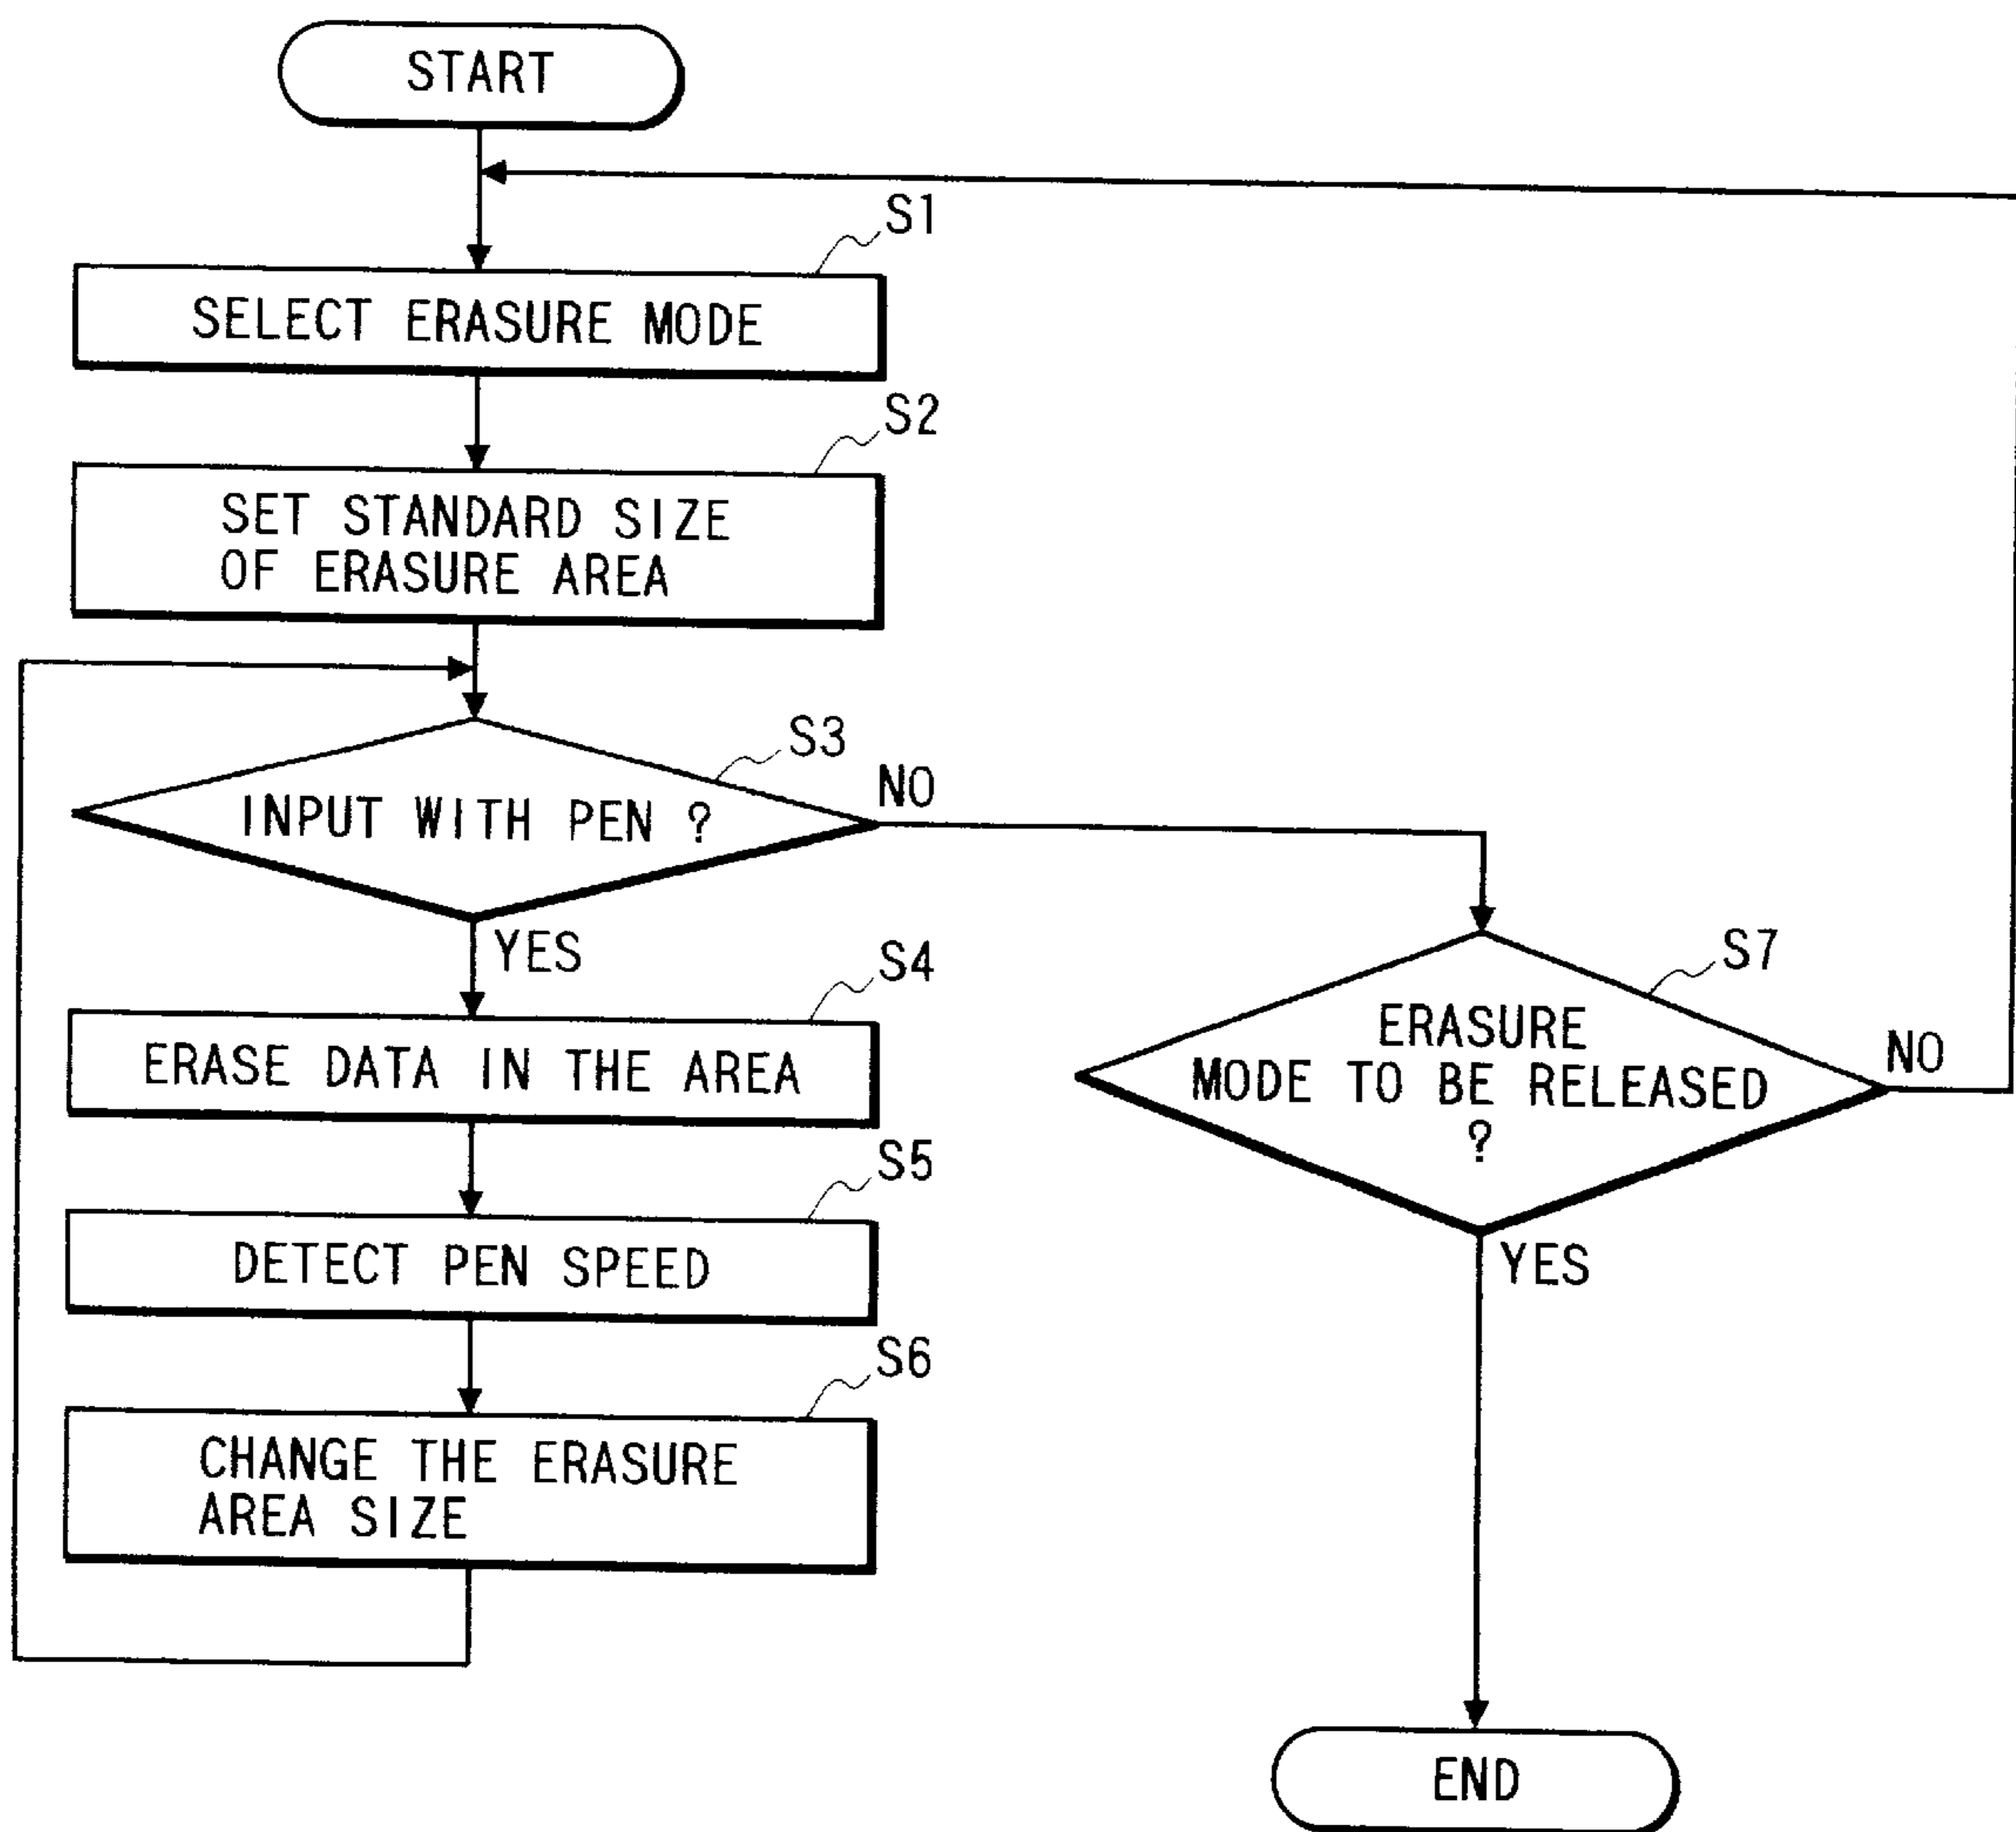 START
S1
SELECT ERASURE MODE
S2
SET STANDARD SIZE
OF ERASURE AREA
S3
INPUT WITH PEN ?
NO
YES
S4
ERASE DATA IN THE AREA
S5
DETECT PEN SPEED
S6
CHANGE THE ERASURE
AREA SIZE
S7
ERASURE
MODE TO BE RELEASED
?
NO
YES
END